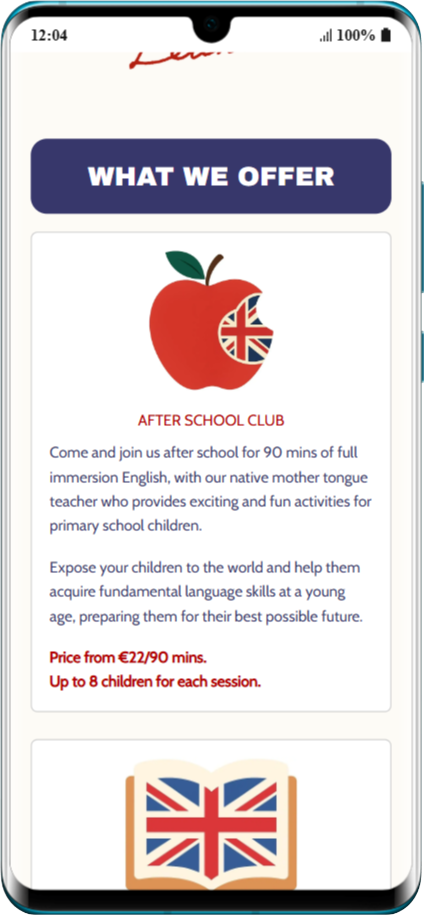 12:04 100%
WHAT WE OFFER
AFTER SCHOOL CLUB
Come and join us after school for 90 mins of full
immersion English, with our native mother tongue
teacher who provides exciting and fun activities for
primary school children.
Expose your children to the world and help them
acquire fundamental language skills at a young
age, preparing them for their best possible future.
Price from €22/90 mins.
Up to 8 children for each session.